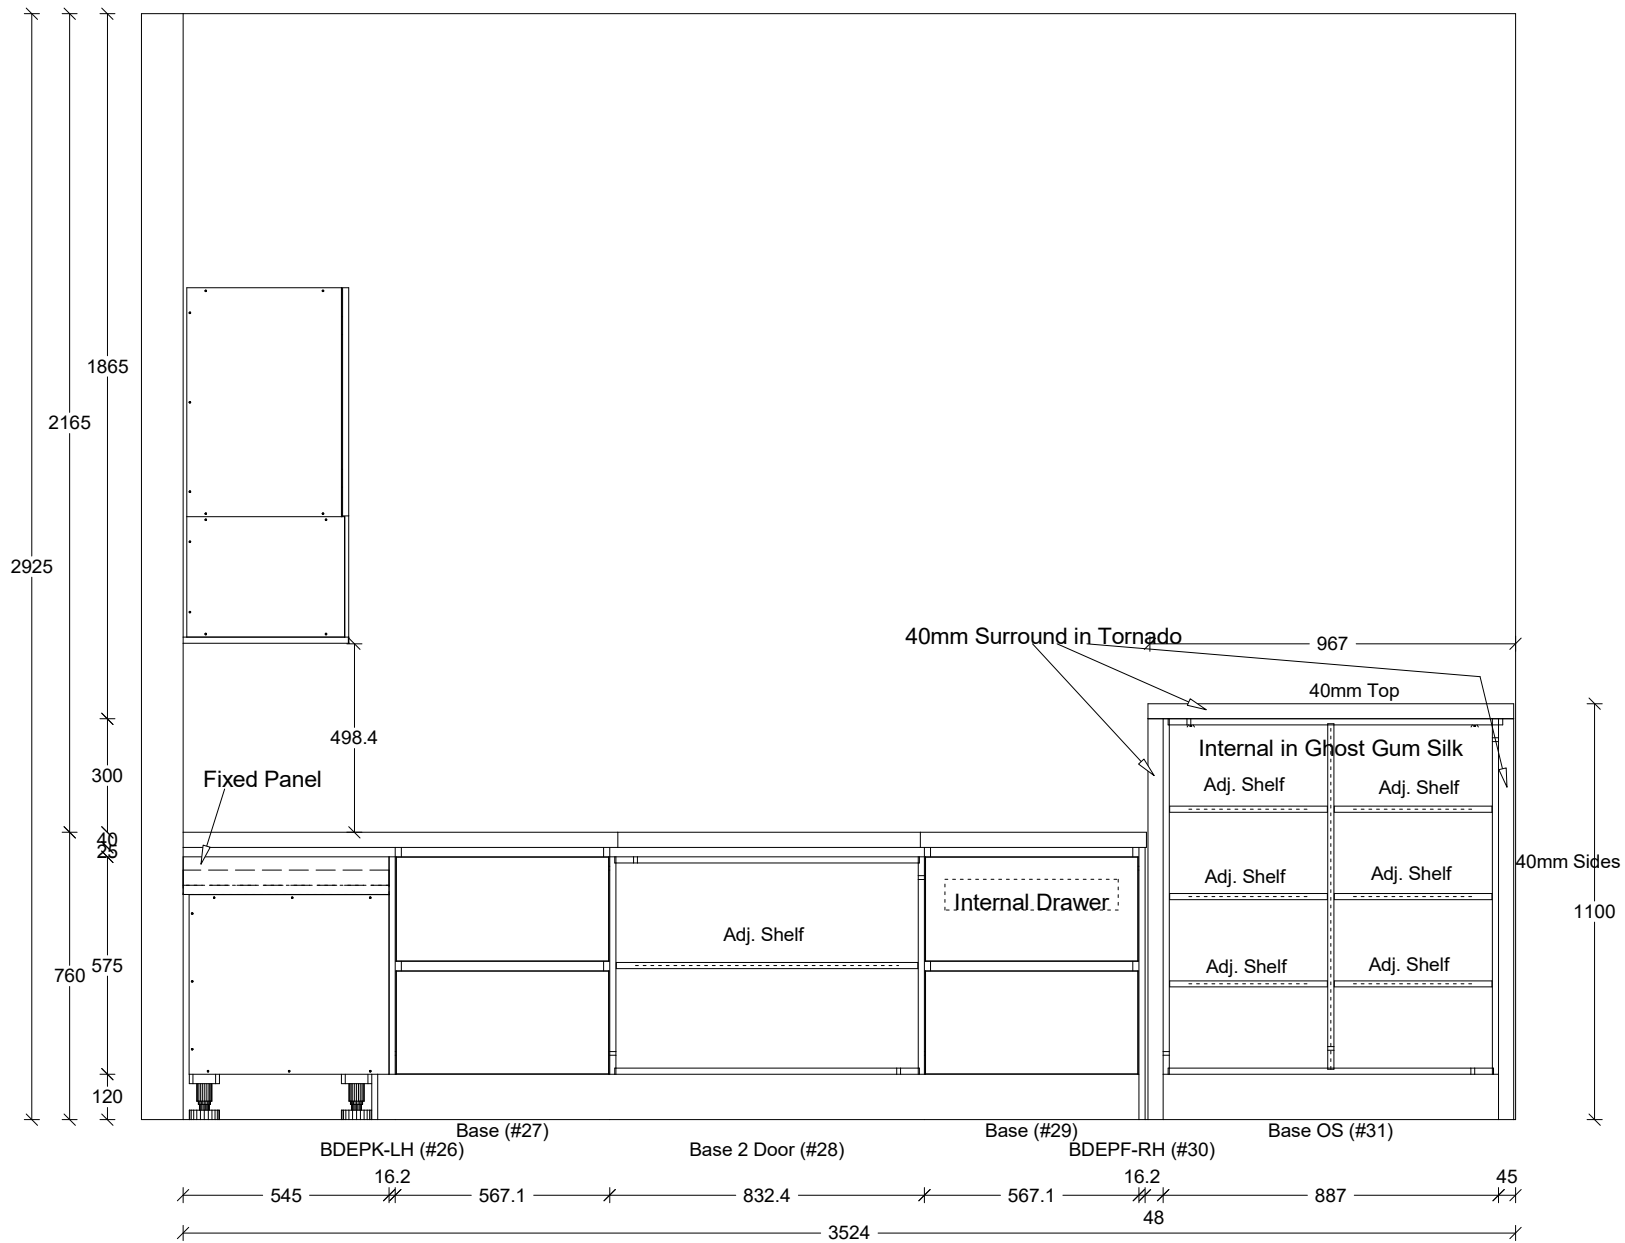 1865
2165
2925
40mm Surround in Tornado
967
40mm Top
498.4
Internal in Ghost Gum Silk
300
Fixed Panel
Adj. Shelf
Adj. Shelf
40
25
40mm Sides
Adj. Shelf
Adj. Shelf
Internal Drawer
1100
Adj. Shelf
760
575
Adj. Shelf
Adj. Shelf
120
Base (#27)
Base (#29)
Base OS (#31)
BDEPK-LH (#26)
Base 2 Door (#28)
BDEPF-RH (#30)
16.2
16.2
45
545
567.1
832.4
567.1
887
48
3524